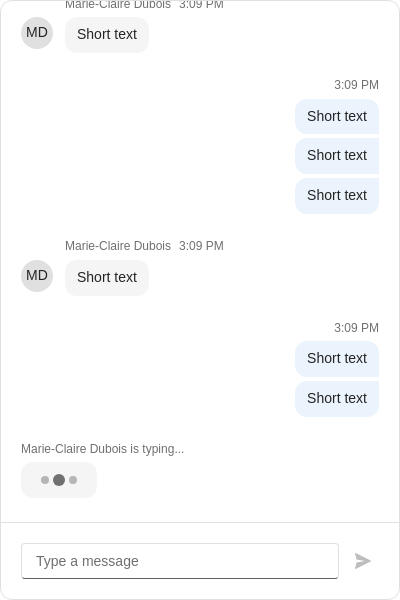 Marie-Claire Dubois 3:09 PM
MD
Short text
3:09 PM
Short text
Short text
Short text
Marie-Claire Dubois 3:09 PM
MD
Short text
3:09 PM
Short text
Short text
Marie-Claire Dubois is typing...
Type a message